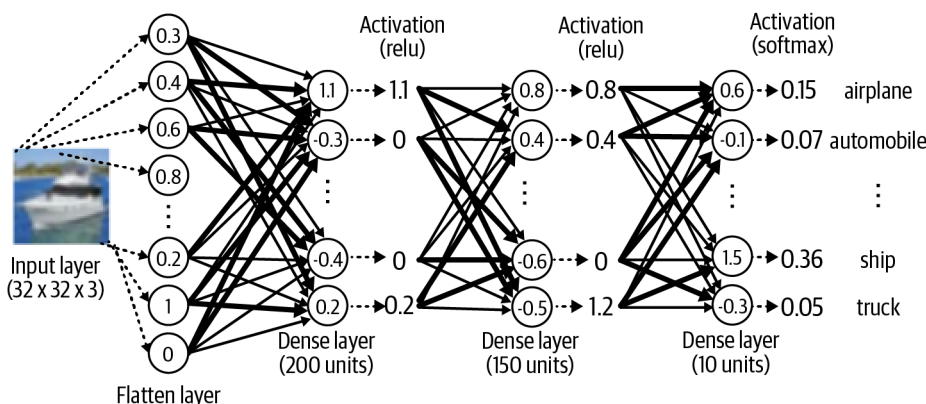 Activation
(relu)
Activation
(relu)
Activation
(softmax)
0.3
0.4
0.6
0.8
⋮
0.2
1
0
Input layer
(32 x 32 x 3)
Flatten layer
1.1
-0.3
⋮
-0.4
0.2
Dense layer
(200 units)
1.1
0
0
0.2
0.8
0.4
⋮
-0.6
-0.5
Dense layer
(150 units)
0.8
0.4
0
1.2
0.6
-0.1
⋮
1.5
-0.3
Dense layer
(10 units)
0.15 airplane
0.07 automobile
⋮
0.36 ship
0.05 truck